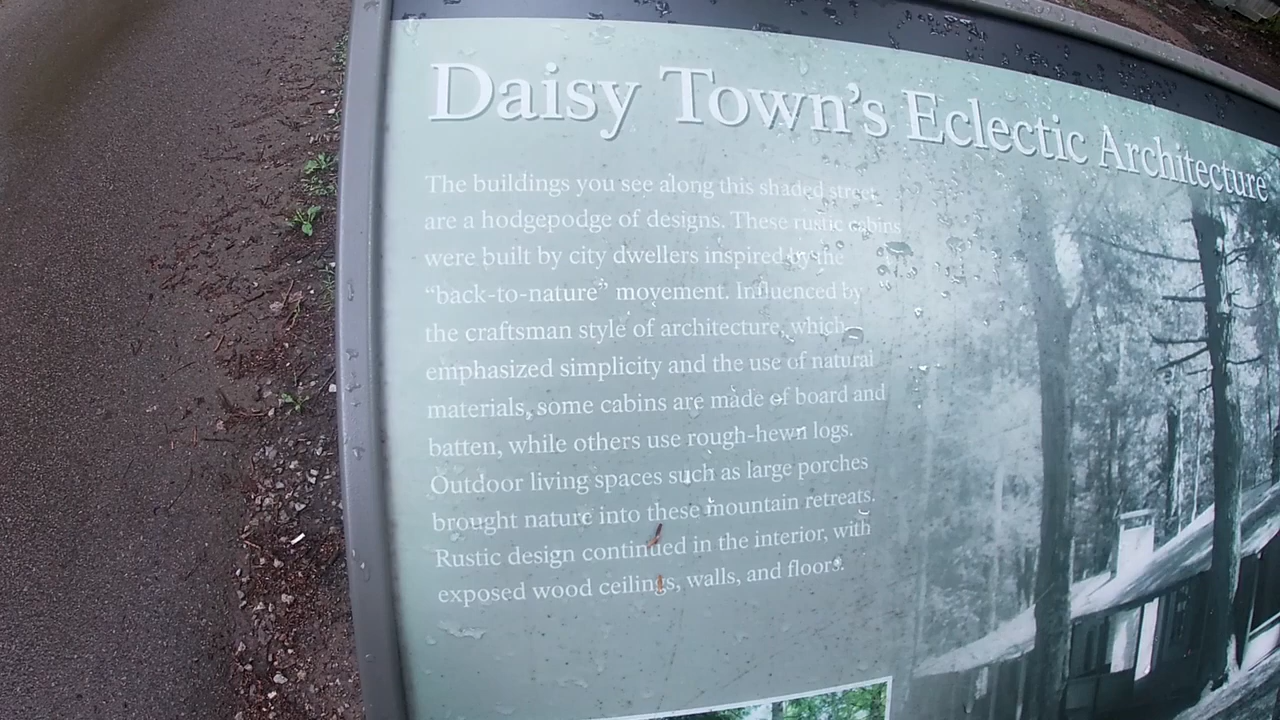 Daisy Town's Eclectic Architecture
The buildings you see along this shaded street
are a hodgepodge of designs. These rustic cabins
were built by city dwellers inspired by the
“back-to-nature” movement. Influenced by
the craftsman style of architecture, which
emphasized simplicity and the use of natural
materials, some cabins are made of board and
batten, while others use rough-hewn logs.
Outdoor living spaces such as large porches
brought nature into these mountain retreats.
Rustic design continued in the interior, with
exposed wood ceilings, walls, and floors.